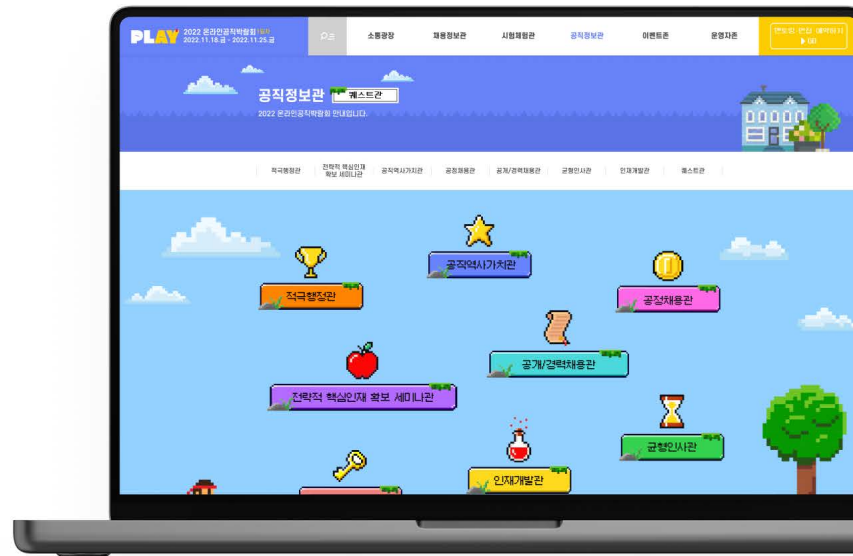 PLAY
2022 온라인공직박람회
2022.11.18.금 - 2022.11.25.금
소통광장
채용정보관
시험체험관
공직정보관
이벤트존
운영자존
공직정보관
퀘스트관
2022 온라인공직박람회 안내입니다.
적극행정관
전략적 핵심인재
확보 세미나관
공직역사가치관
공정채용관
공개/경력채용관
균형인사관
인재개발관
퀘스트관
공직역사가치관
적극행정관
공정채용관
공개/경력채용관
전략적 핵심인재 확보 세미나관
균형인사관
인재개발관